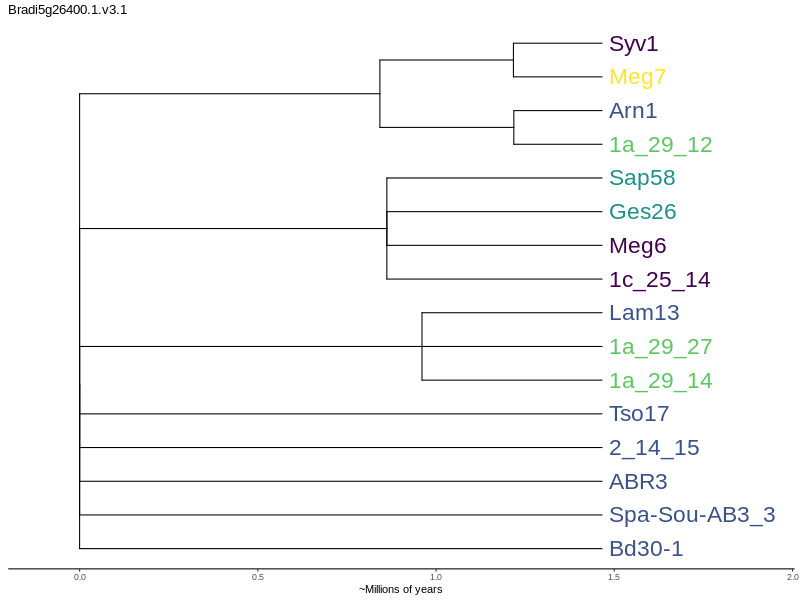 Bradi5g26400.1.v3.1
Syv1
Meg7
Arn1
1a_29_12
Sap58
Ges26
Meg6
1c_25_14
Lam13
1a_29_27
1a_29_14
Tso17
2_14_15
ABR3
Spa-Sou-AB3_3
Bd30-1
0.0 0.5 1.0 1.5 2.0
~Millions of years